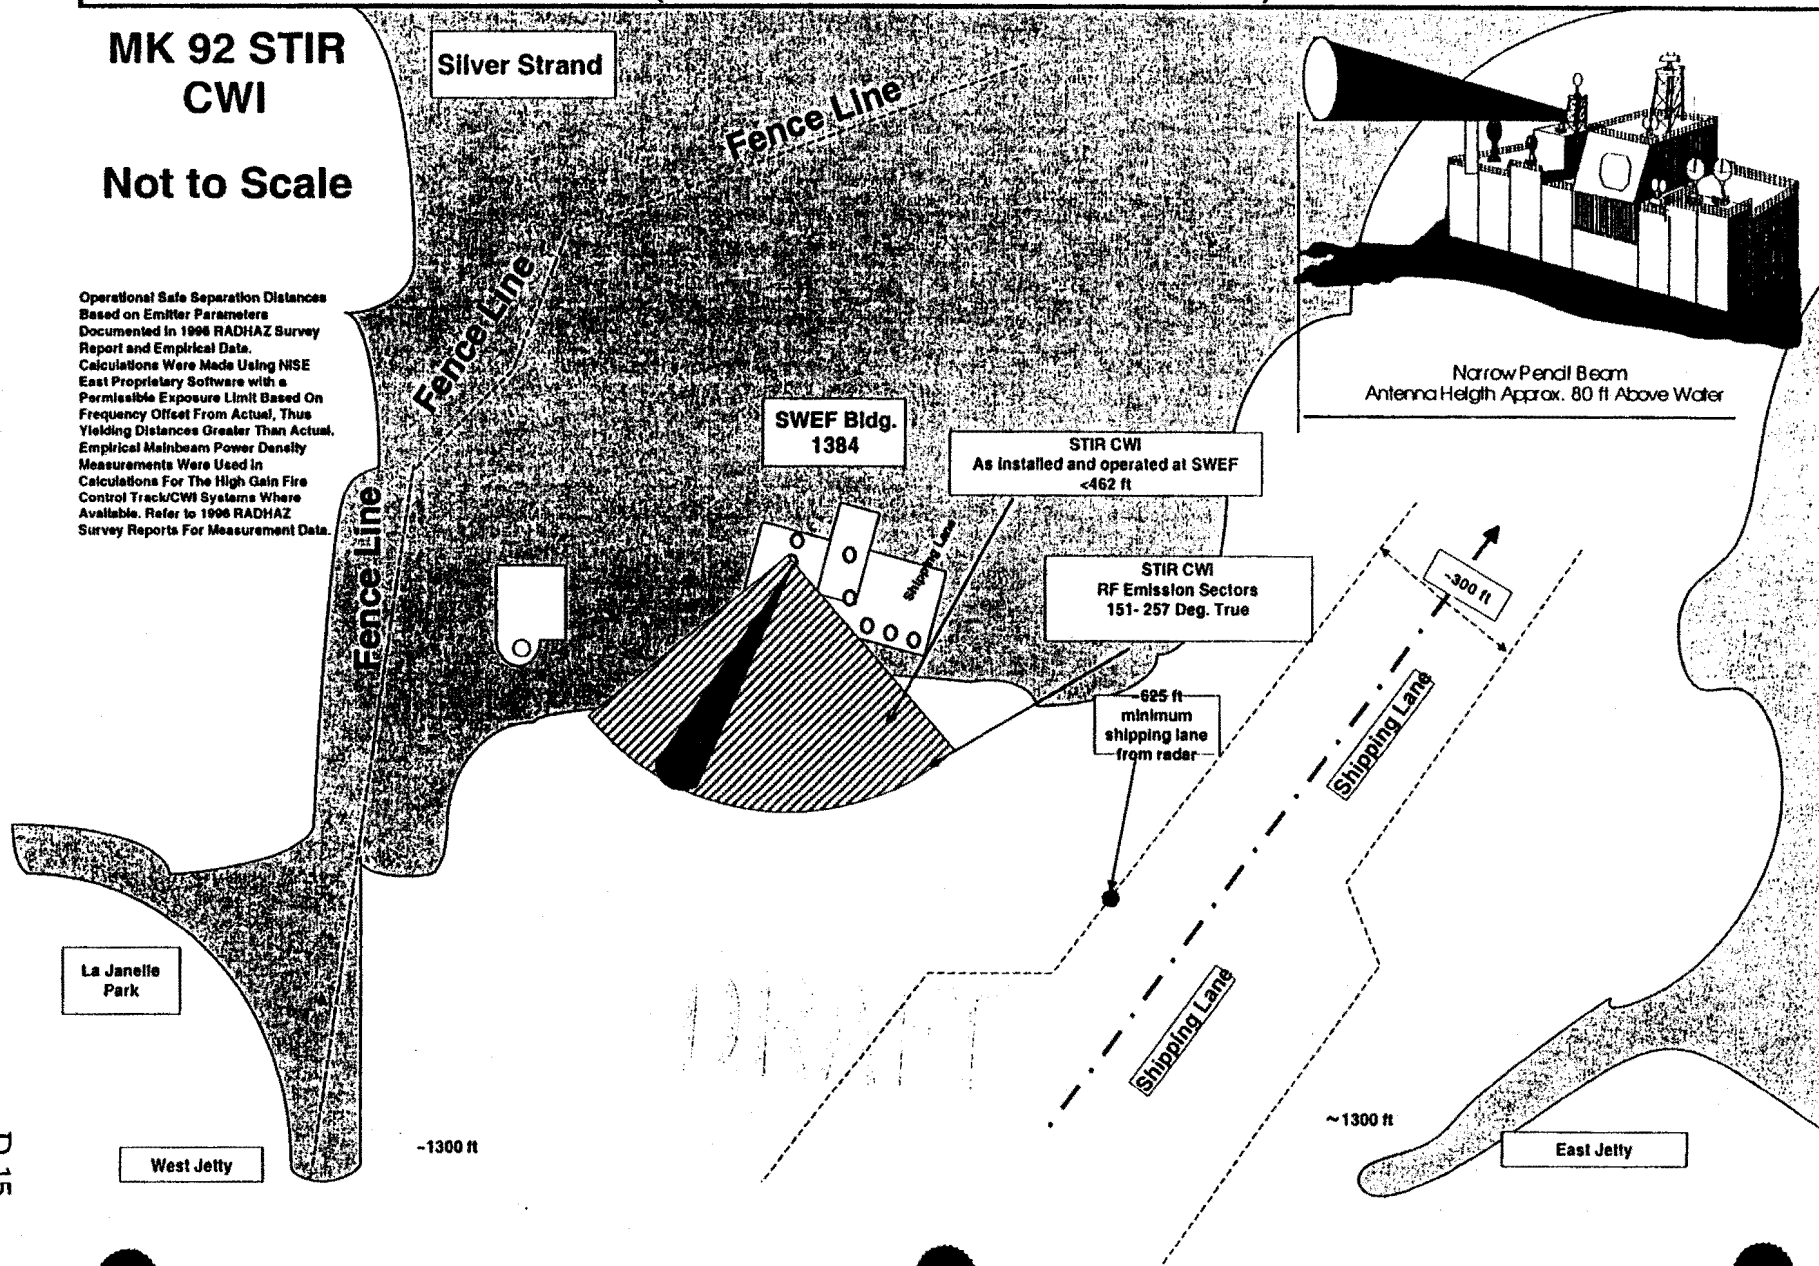 MK 92 STIR
CWI
Not to Scale
Silver Strand
Fence Line
Operational Safe Separation Distances
Based on Emitter Parameters
Documented in 1996 RADHAZ Survey
Report and Empirical Data.
Calculations Were Made Using NISE
East Proprietary Software with a
Permissible Exposure Limit Based On
Frequency Offset From Actual, Thus
Yielding Distances Greater Than Actual.
Empirical Mainbeam Power Density
Measurements Were Used in
Calculations For The High Gain Fire
Control Track/CWI Systems Where
Available. Refer to 1996 RADHAZ
Survey Reports For Measurement Data.
Fence Line
Fence Line
Narrow Pencil Beam
Antenna Heigth Approx. 80 ft Above Water
SWEF Bldg.
1384
STIR CWI
As installed and operated at SWEF
<462 ft
Shipping Lane
STIR CWI
RF Emission Sectors
151- 257 Deg. True
~300 ft
~625 ft
minimum
shipping lane
from radar
Shipping Lane
Shipping Lane
La Janelle
Park
DRAFT
West Jetty
~1300 ft
~1300 ft
East Jetty
D 15